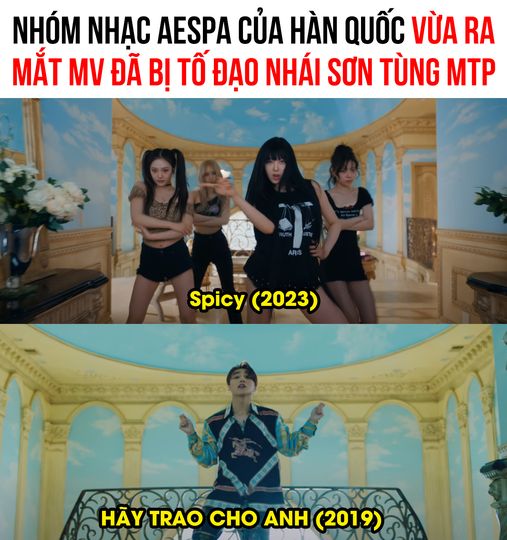 NHÓM NHẠC AESPA CỦA HÀN QUỐC VỪA RA
MẮT MV ĐÃ BỊ TỐ ĐẠO NHÁI SƠN TÙNG MTP
Spicy (2023)
HÃY TRAO CHO ANH (2019)